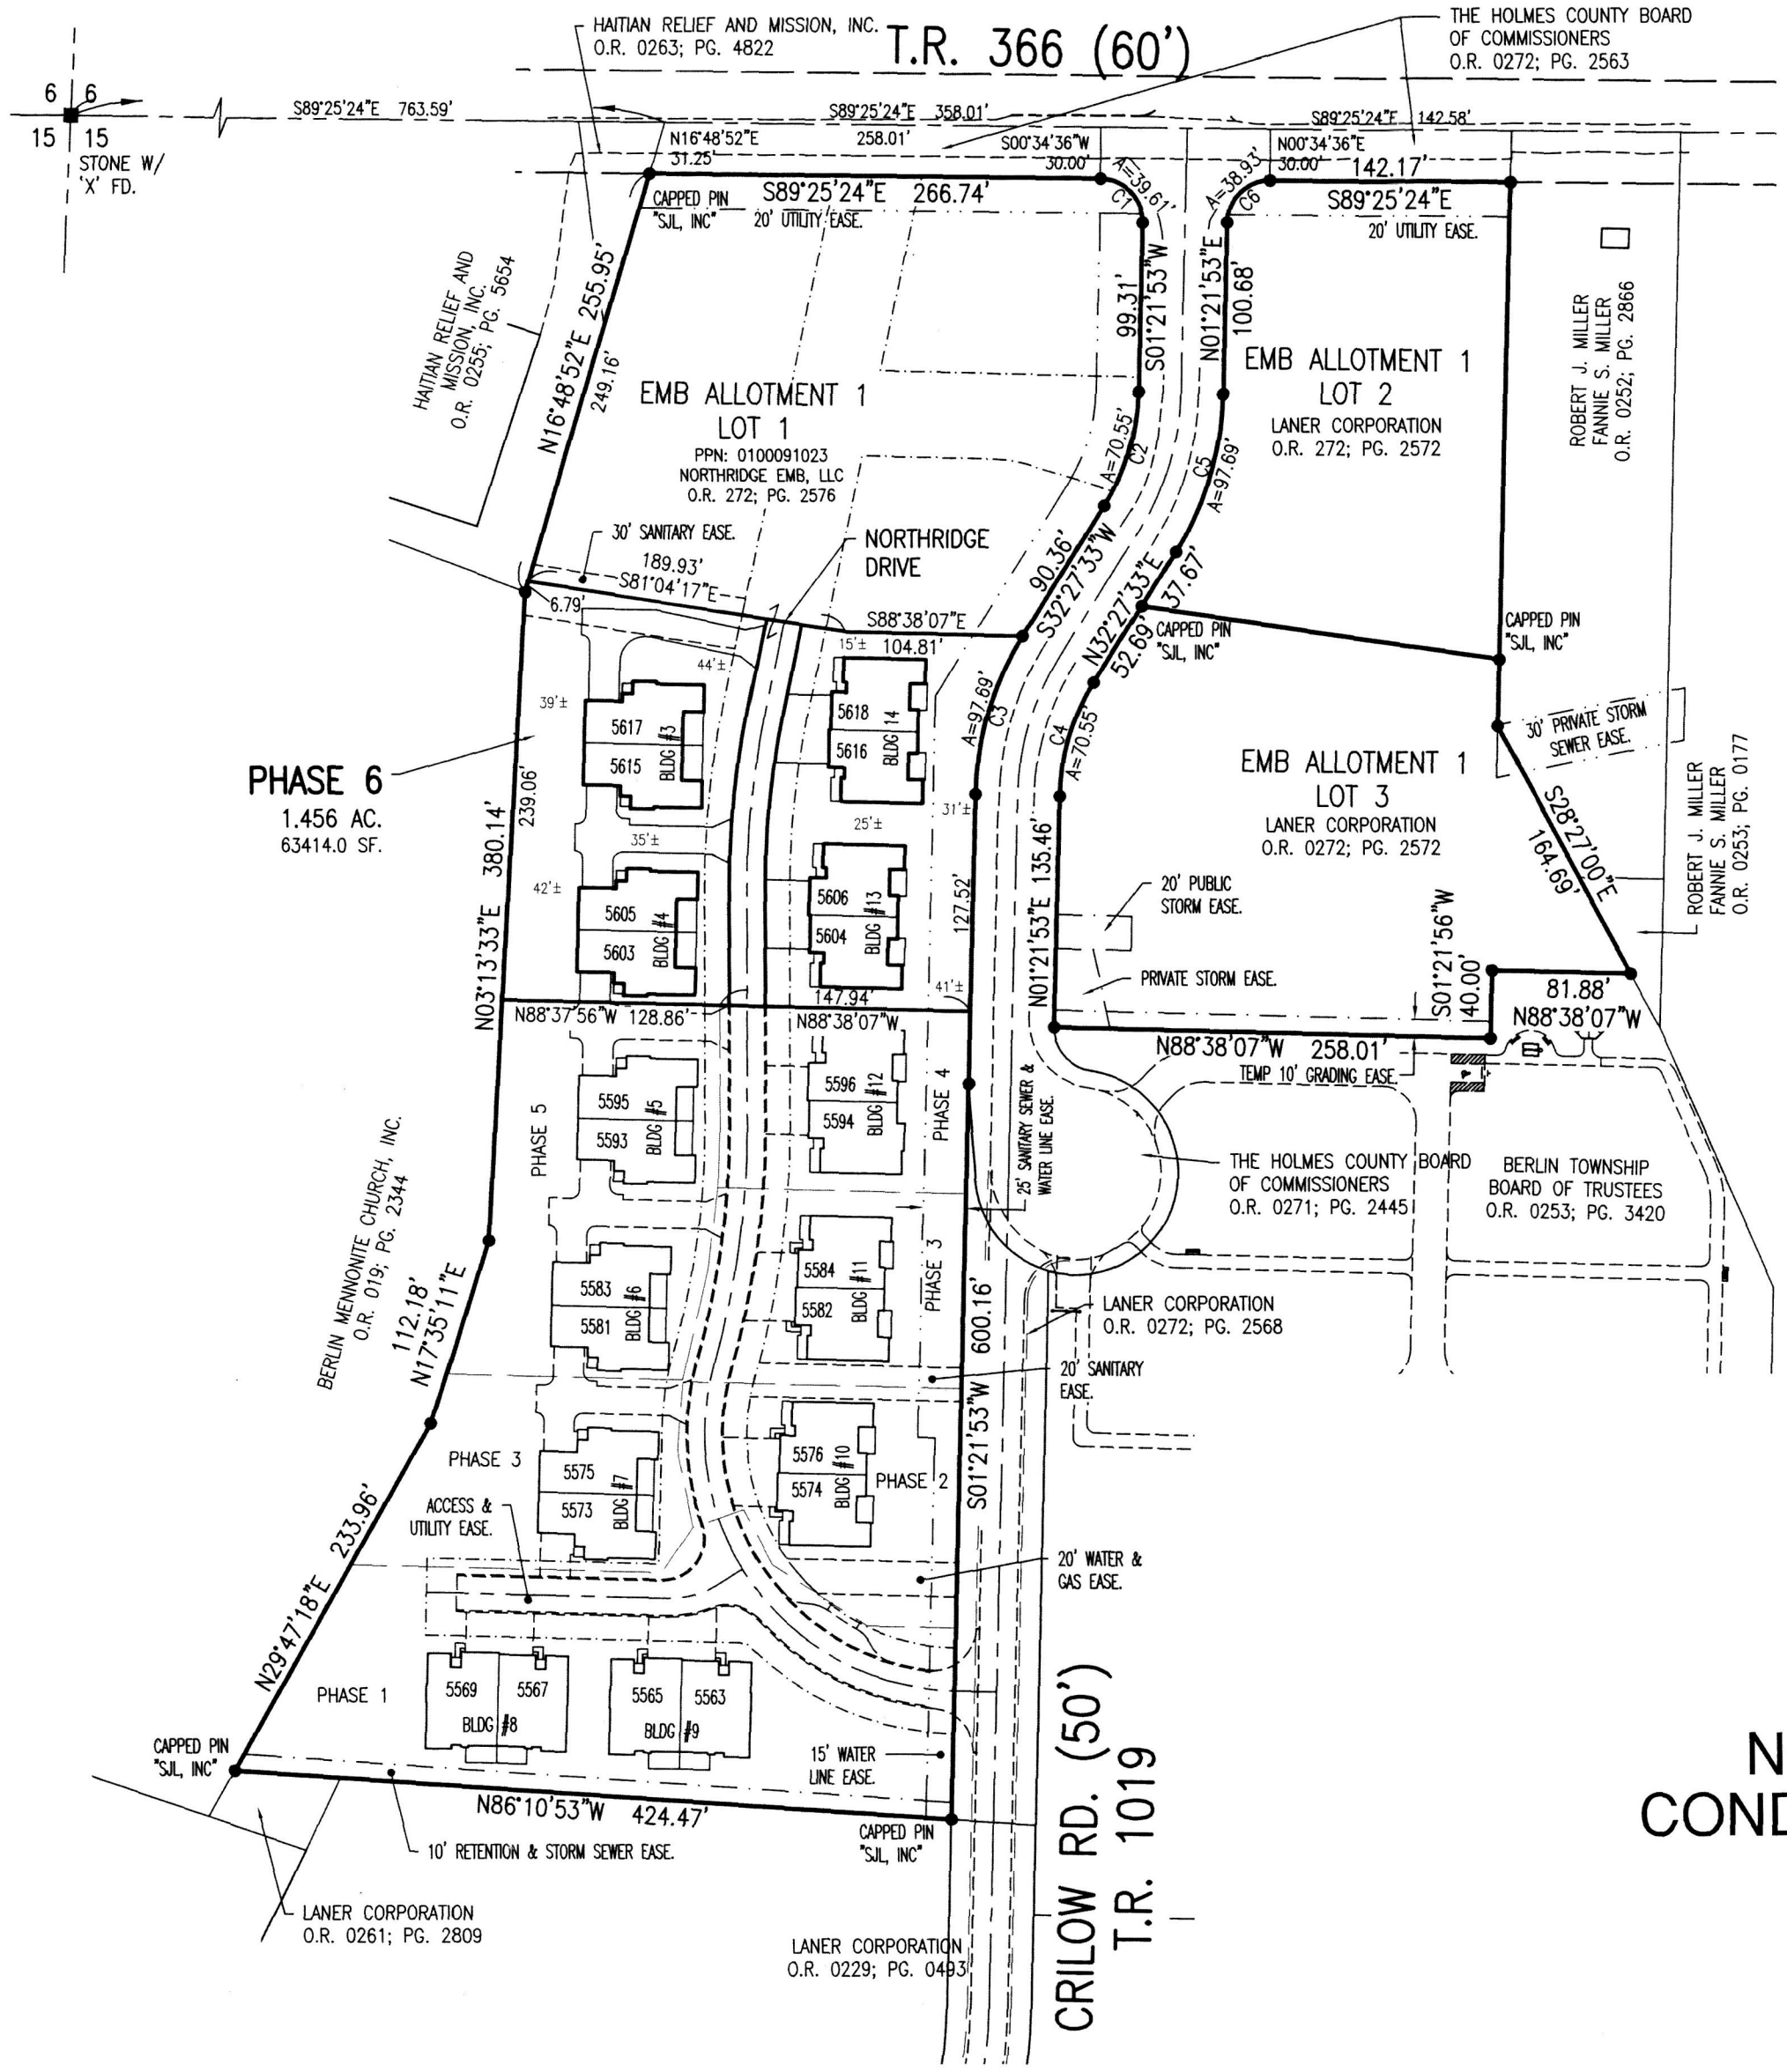 HAITIAN RELIEF AND MISSION, INC.
O.R. 0263; PG. 4822
T.R. 366 (60')
THE HOLMES COUNTY BOARD
OF COMMISSIONERS
O.R. 0272; PG. 2563
6 6
15 15
STONE W/
'X' FD.
S89°25'24"E 763.59'
S89°25'24"E 358.01'
S89°25'24"E 142.58'
N16°48'52"E
31.25'
258.01'
S00°34'36"W
30.00'
N00°34'36"E
30.00'
142.17'
S89°25'24"E
CAPPED PIN
"SJL, INC"
S89°25'24"E 266.74'
20' UTILITY EASE.
A=39.61'
C1
A=38.93'
C6
20' UTILITY EASE.
HAITIAN RELIEF AND
MISSION, INC.
O.R. 0255; PG. 5654
N16°48'52"E 255.95'
249.16'
99.31'
S01°21'53"W
N01°21'53"E
100.68'
EMB ALLOTMENT 1
LOT 1
PPN: 0100091023
NORTHRIDGE EMB, LLC
O.R. 272; PG. 2576
EMB ALLOTMENT 1
LOT 2
LANER CORPORATION
O.R. 272; PG. 2572
ROBERT J. MILLER
FANNIE S. MILLER
O.R. 0252; PG. 2866
A=70.55'
C2
C5
A=97.69'
30' SANITARY EASE.
189.93'
S81°04'17"E
6.79'
NORTHRIDGE
DRIVE
90.36'
S32°27'33"W
N32°27'33"E
37.67'
52.69'
S88°38'07"E
104.81'
15'±
CAPPED PIN
"SJL, INC"
CAPPED PIN
"SJL, INC"
44'±
39'±
5617
5615
BLDG #3
5618
5616
BLDG 14
A=97.69'
C3
C4
A=70.55'
30' PRIVATE STORM
SEWER EASE.
PHASE 6
1.456 AC.
63414.0 SF.
239.06'
N03°13'33"E 380.14'
35'±
25'±
31'±
42'±
EMB ALLOTMENT 1
LOT 3
LANER CORPORATION
O.R. 0272; PG. 2572
S28°27'00"E
164.69'
ROBERT J. MILLER
FANNIE S. MILLER
O.R. 0253; PG. 0177
5605
5603
BLDG #4
5606
5604
BLDG #13
127.52'
N01°21'53"E 135.46'
20' PUBLIC
STORM EASE.
PRIVATE STORM EASE.
S01°21'56"W
40.00'
81.88'
N88°38'07"W
41'±
N88°37'56"W 128.86'
147.94'
N88°38'07"W
N88°38'07"W 258.01'
TEMP 10' GRADING EASE.
PHASE 5
5595
5593
BLDG #5
5596
5594
BLDG #12
PHASE 4
25' SANITARY SEWER &
WATER LINE EASE.
THE HOLMES COUNTY BOARD
OF COMMISSIONERS
O.R. 0271; PG. 2445
BERLIN TOWNSHIP
BOARD OF TRUSTEES
O.R. 0253; PG. 3420
BERLIN MENNONITE CHURCH, INC.
O.R. 019; PG. 2344
112.18'
N17°35'11"E
5583
5581
BLDG #6
5584
5582
BLDG #11
PHASE 3
LANER CORPORATION
O.R. 0272; PG. 2568
S01°21'53"W 600.16'
20' SANITARY
EASE.
PHASE 3
5575
5573
BLDG #7
5576
5574
BLDG #10
PHASE 2
ACCESS &
UTILITY EASE.
N29°47'18"E 233.96'
20' WATER &
GAS EASE.
PHASE 1
5569
5567
BLDG #8
5565
5563
BLDG #9
CAPPED PIN
"SJL, INC"
15' WATER
LINE EASE.
N86°10'53"W 424.47'
10' RETENTION & STORM SEWER EASE.
CAPPED PIN
"SJL, INC"
CRILOW RD. (50')
T.R. 1019
N
COND
LANER CORPORATION
O.R. 0261; PG. 2809
LANER CORPORATION
O.R. 0229; PG. 0493